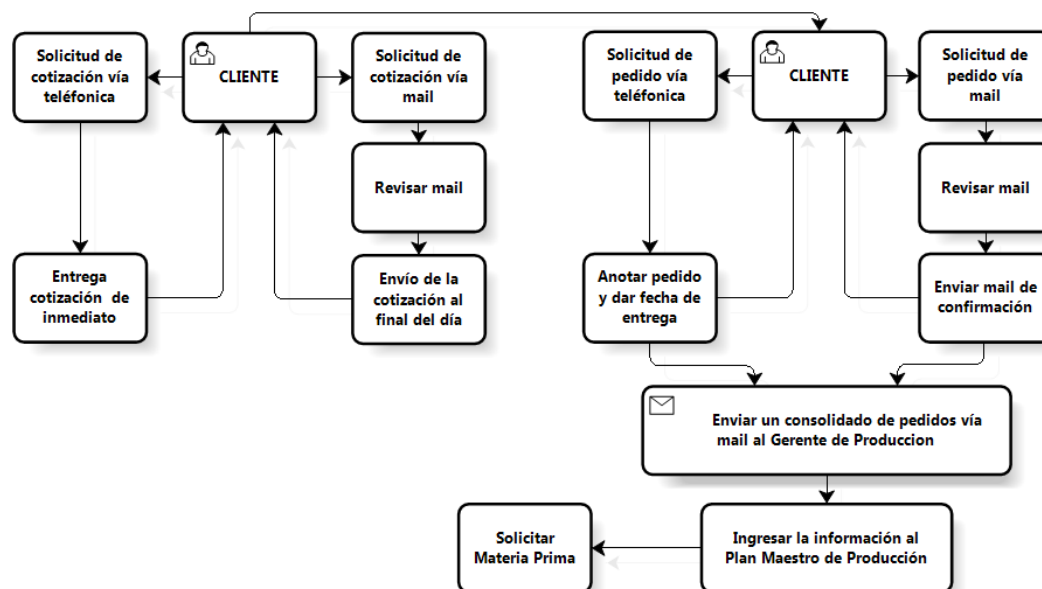 Solicitud de
cotización vía
teléfonica
CLIENTE
Solicitud de
cotización vía
mail
Revisar mail
Entrega
cotización de
inmediato
Envío de la
cotización al
final del día
Solicitud de
pedido vía
teléfonica
CLIENTE
Solicitud de
pedido vía
mail
Revisar mail
Anotar pedido
y dar fecha de
entrega
Enviar mail de
confirmación
Enviar un consolidado de pedidos vía
mail al Gerente de Produccion
Solicitar
Materia Prima
Ingresar la información al
Plan Maestro de Producción